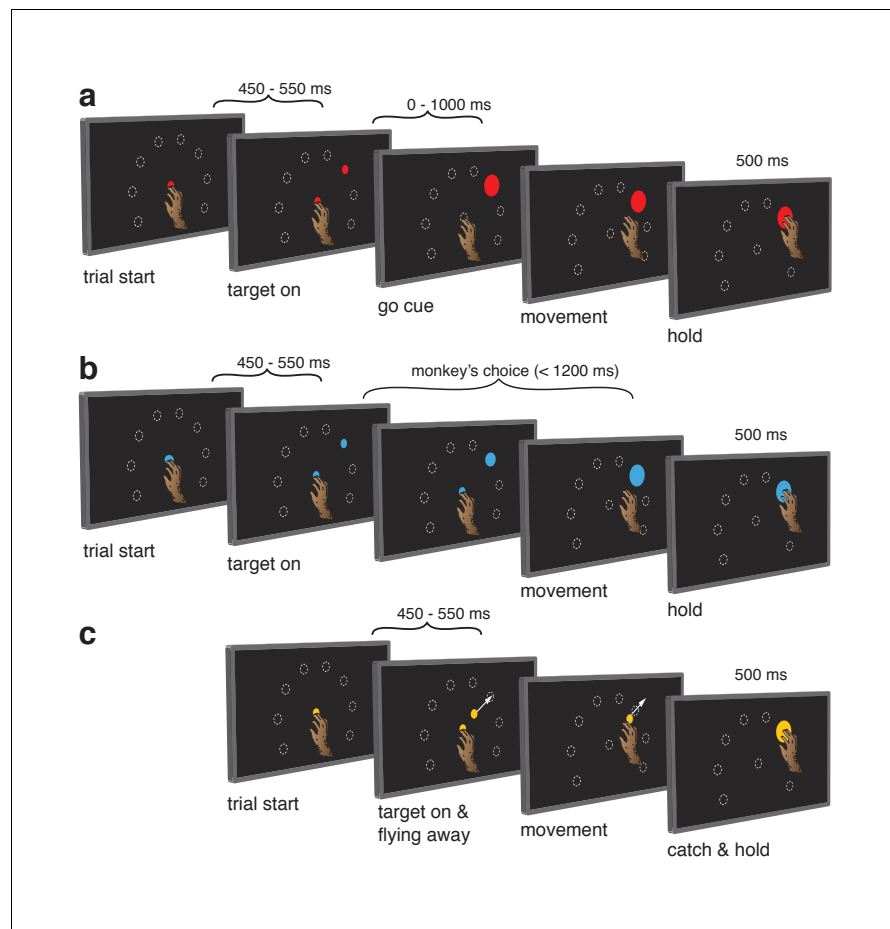 a
450 - 550 ms
0 - 1000 ms
500 ms
trial start
target on
go cue
movement
hold
b
450 - 550 ms
monkey's choice (< 1200 ms)
500 ms
trial start
target on
movement
hold
c
450 - 550 ms
500 ms
trial start
target on &
flying away
movement
catch & hold